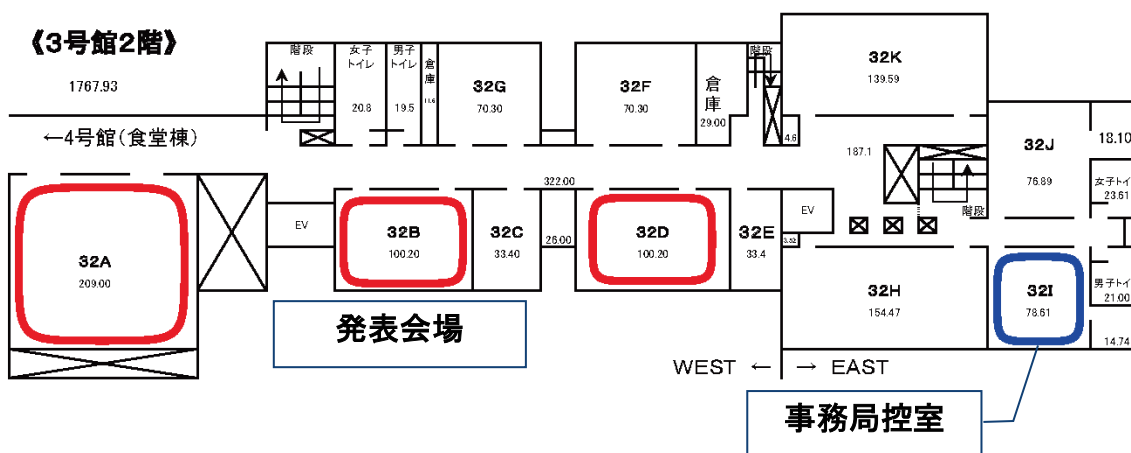 《3号館2階》
1767.93
←4号館(食堂棟)
階段
女子
トイレ
20.8
男子
トイレ
19.5
倉庫
11.6
32G
70.30
32F
70.30
倉庫
29.00
階段
4.6
32K
139.59
187.1
32J
76.89
18.10
女子トイ
23.61
階段
322.00
32A
209.00
EV
32B
100.20
32C
33.40
26.00
32D
100.20
32E
33.4
EV
3.52
32H
154.47
32I
78.61
男子トイ
21.00
14.74
発表会場
WEST ← → EAST
事務局控室